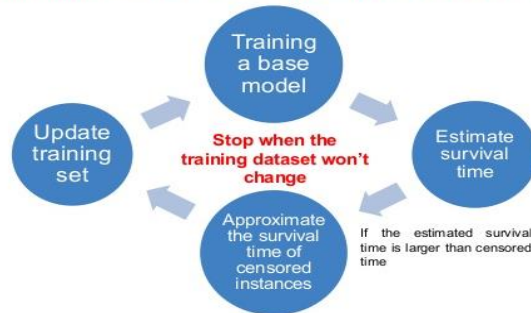 Training
a base
model
Update
training
set
Stop when the
training dataset won't
change
Estimate
survival
time
Approximate
the survival
time of
censored
instances
If the estimated survival
time is larger than censored
time